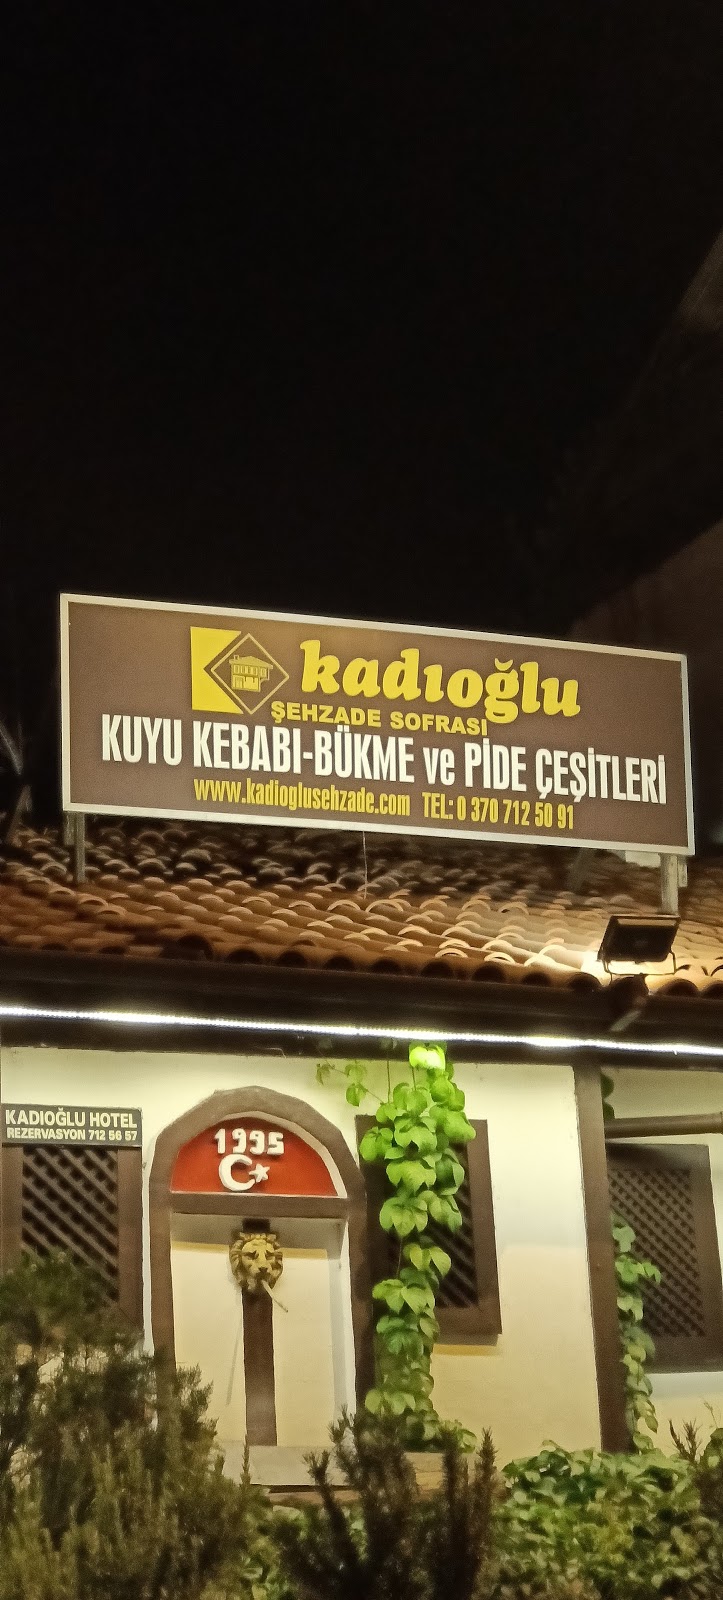 kadıoğlu
ŞEHZADE SOFRASI
KUYU KEBABI-BÜKME ve PİDE ÇEŞİTLERİ
www.kadioglusehzade.com TEL: 0 370 712 50 91
KADIOĞLU HOTEL
REZERVASYON 712 56 57
1995